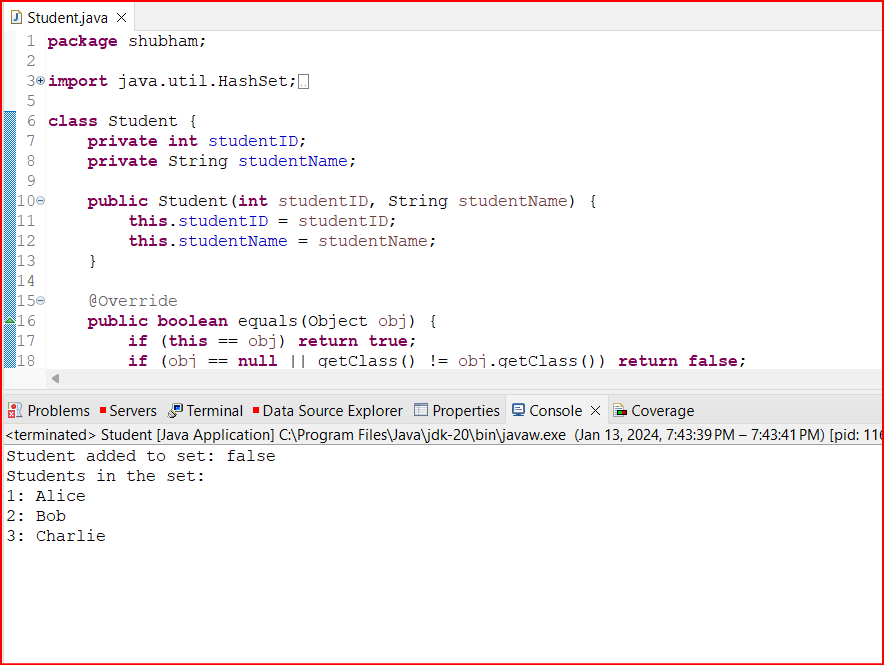 Student.java
1 package shubham;
2
3 import java.util.HashSet;
5
6 class Student {
7 private int studentID;
8 private String studentName;
9
10 public Student(int studentID, String studentName) {
11 this.studentID = studentID;
12 this.studentName = studentName;
13 }
14
15 @Override
16 public boolean equals(Object obj) {
17 if (this == obj) return true;
18 if (obj == null || getClass() != obj.getClass()) return false;
Problems Servers Terminal Data Source Explorer Properties Console Coverage
<terminated> Student [Java Application] C:\Program Files\Java\jdk-20\bin\javaw.exe (Jan 13, 2024, 7:43:39 PM – 7:43:41 PM) [pid: 116
Student added to set: false
Students in the set:
1: Alice
2: Bob
3: Charlie